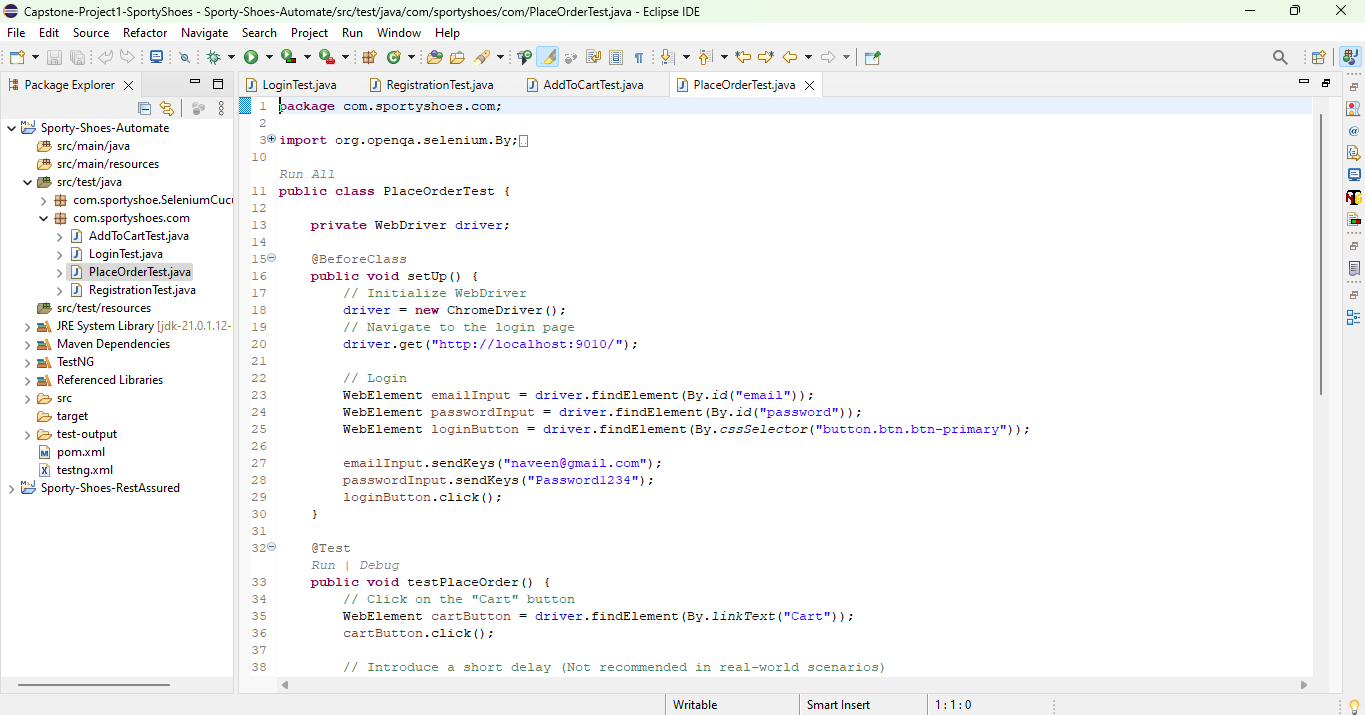 Capstone-Project1-SportyShoes - Sporty-Shoes-Automate/src/test/java/com/sportyshoes/com/PlaceOrderTest.java - Eclipse IDE
File Edit Source Refactor Navigate Search Project Run Window Help
Package Explorer
Sporty-Shoes-Automate
src/main/java
src/main/resources
src/test/java
com.sportyshoe.SeleniumCucu
com.sportyshoes.com
AddToCartTest.java
LoginTest.java
PlaceOrderTest.java
RegistrationTest.java
src/test/resources
JRE System Library [jdk-21.0.1.12-
Maven Dependencies
TestNG
Referenced Libraries
src
target
test-output
pom.xml
testng.xml
Sporty-Shoes-RestAssured
LoginTest.java RegistrationTest.java AddToCartTest.java PlaceOrderTest.java
1 package com.sportyshoes.com;
2
3 import org.openqa.selenium.By;
10
Run All
11 public class PlaceOrderTest {
12
13 private WebDriver driver;
14
15 @BeforeClass
16 public void setUp() {
17 // Initialize WebDriver
18 driver = new ChromeDriver();
19 // Navigate to the login page
20 driver.get("http://localhost:9010/");
21
22 // Login
23 WebElement emailInput = driver.findElement(By.id("email"));
24 WebElement passwordInput = driver.findElement(By.id("password"));
25 WebElement loginButton = driver.findElement(By.cssSelector("button.btn.btn-primary"));
26
27 emailInput.sendKeys("naveen@gmail.com");
28 passwordInput.sendKeys("Password1234");
29 loginButton.click();
30 }
31
32 @Test
Run | Debug
33 public void testPlaceOrder() {
34 // Click on the "Cart" button
35 WebElement cartButton = driver.findElement(By.linkText("Cart"));
36 cartButton.click();
37
38 // Introduce a short delay (Not recommended in real-world scenarios)
Writable Smart Insert 1 : 1 : 0